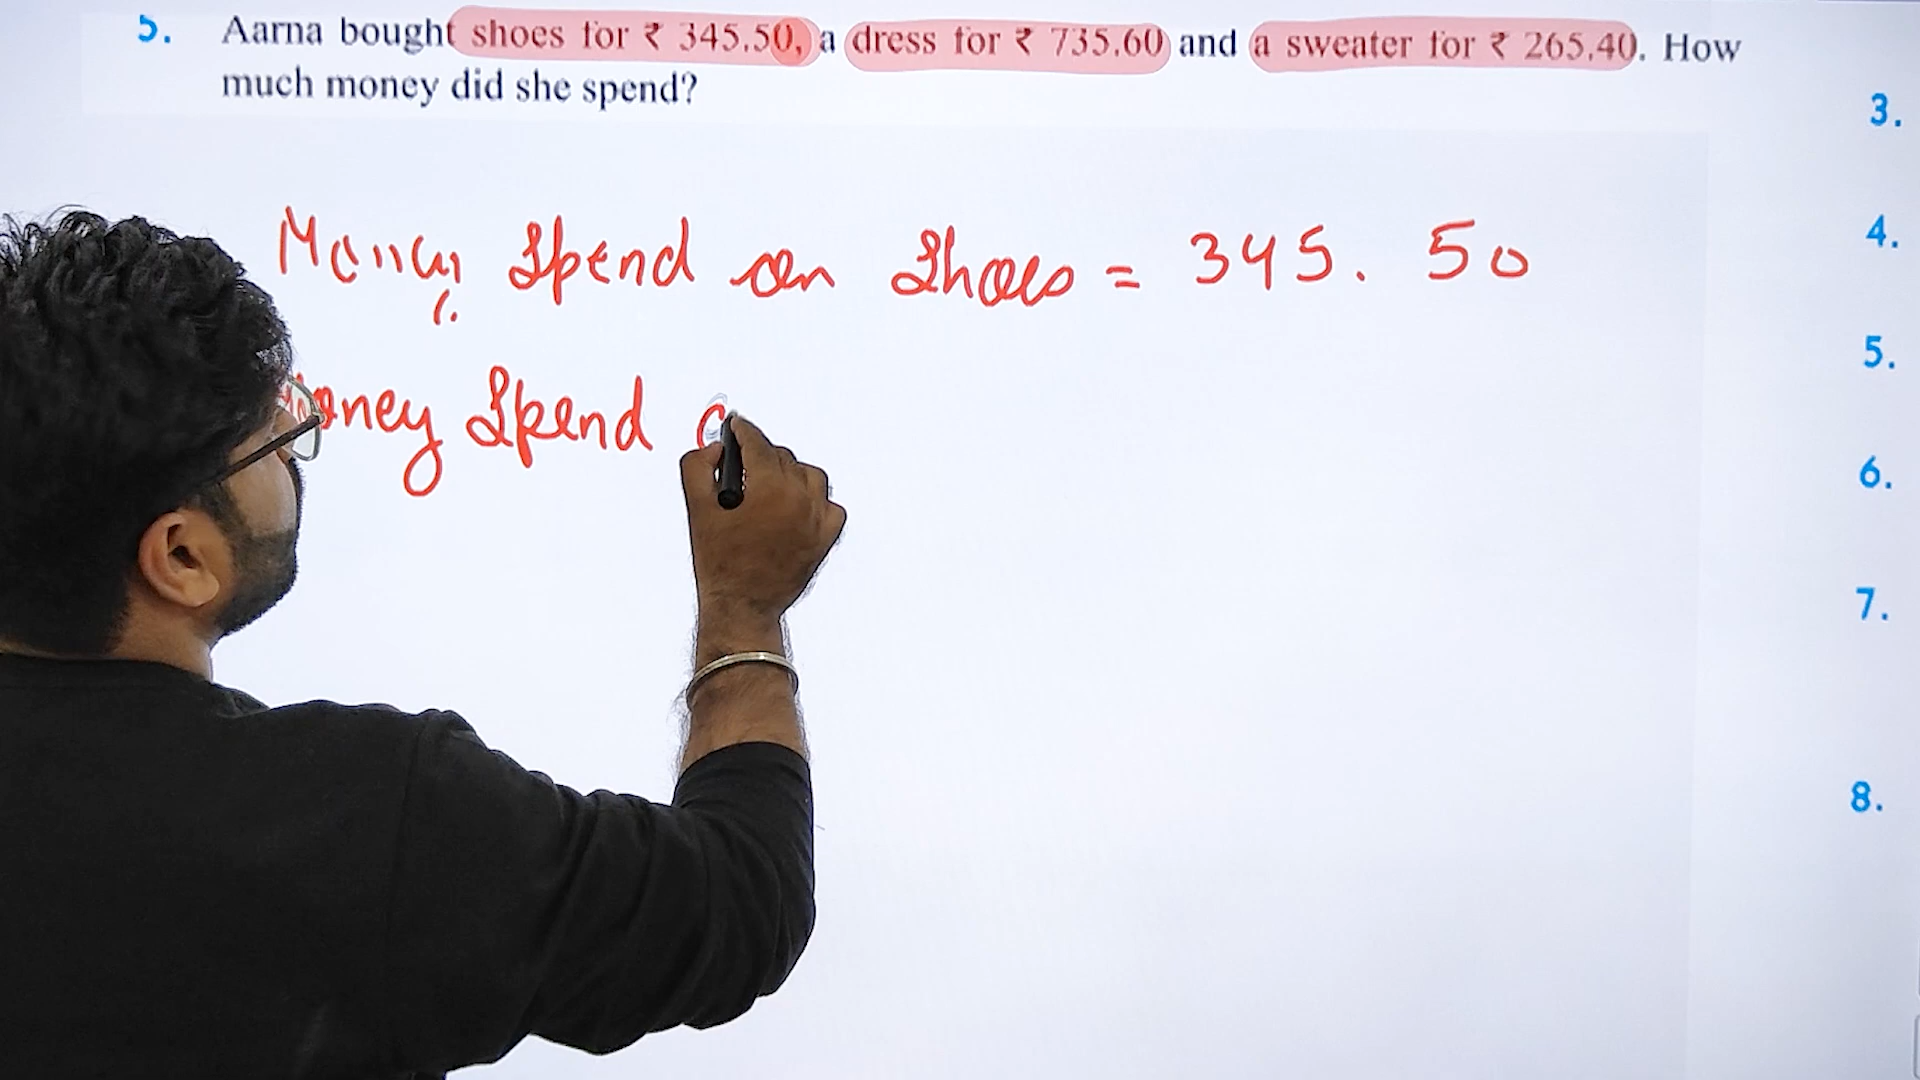 5. Aarna bought shoes for ₹ 345.50, a dress for ₹ 735.60 and a sweater for ₹ 265.40. How
much money did she spend?
Money Spend on Shoes = 345. 50
Money Spend
3.
4.
5.
6.
7.
8.